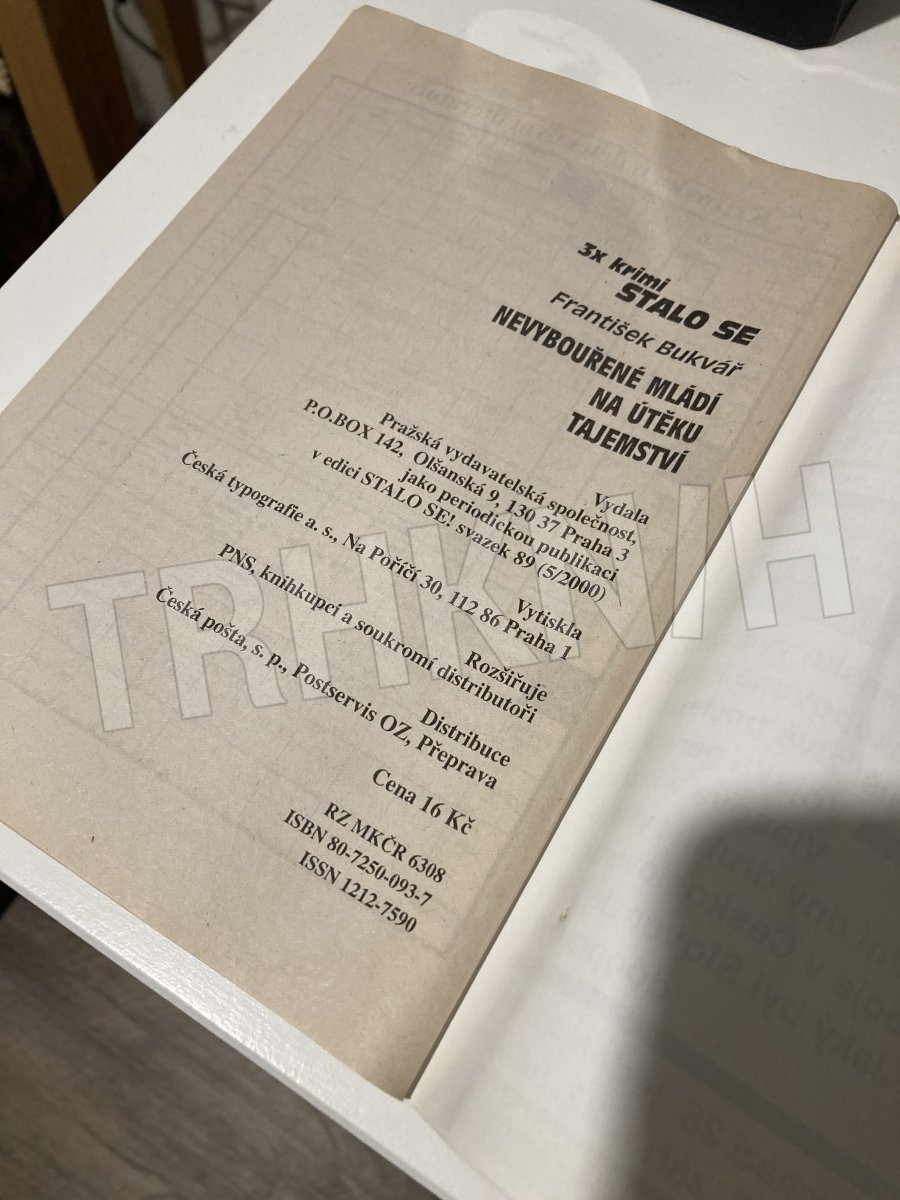 3x krimi
STALO SE
František Bukvář
NEVYBOUŘENÉ MLÁDÍ
NA ÚTĚKU
TAJEMSTVÍ
Vydala
Pražská vydavatelská společnost,
P.O.BOX 142, Olšanská 9, 130 37 Praha 3
jako periodickou publikaci
v edici STALO SE! svazek 89 (5/2000)
Vytiskla
Česká typografie a. s., Na Poříčí 30, 112 86 Praha 1
Rozšiřuje
PNS, knihkupci a soukromí distributoři
Distribuce
Česká pošta, s. p., Postservis OZ, Přeprava
Cena 16 Kč
RZ MKČR 6308
ISBN 80-7250-093-7
ISSN 1212-7590
TRHKNIH